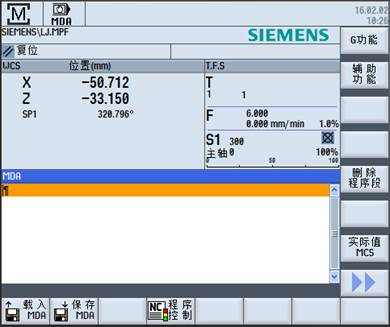 M MDA 16.02.02
10:26
SIEMENS\LJ.MPF SIEMENS
复位
WCS 位置(mm) T.F.S
X -50.712
Z -33.150
SP1 320.796°
T
1 1
F 6.000
0.000 mm/min 1.0%
S1 300
主轴 0 100%
0 50 100
MDA
¶
G功能
辅助
功能
删除
程序段
实际值
MCS
载入
MDA
保存
MDA
NC 程序
控制